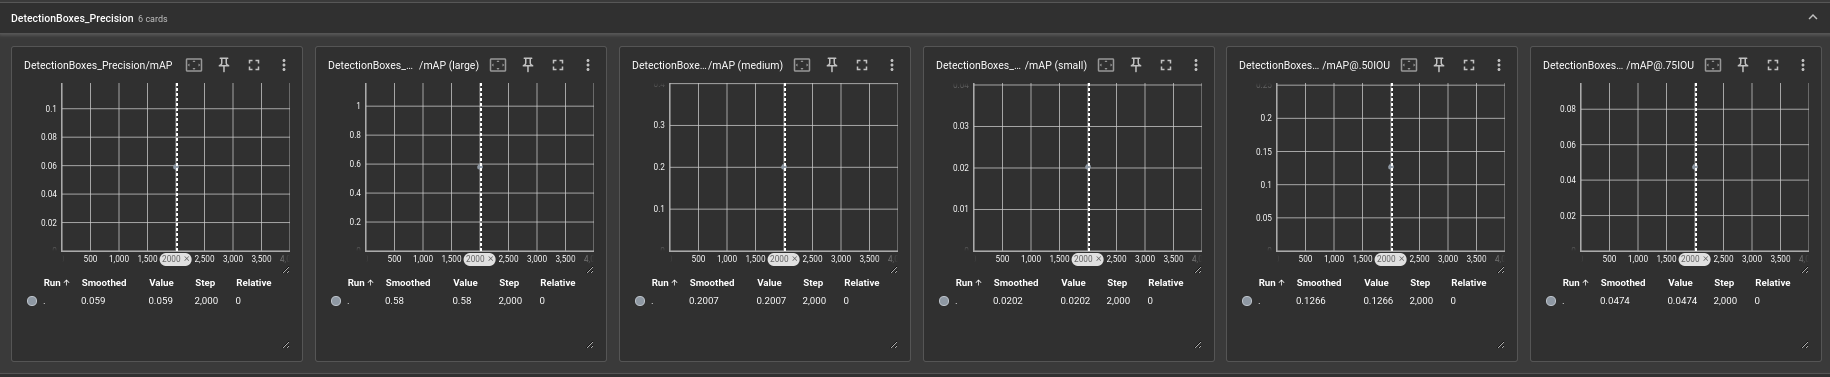 DetectionBoxes_Precision 6 cards
DetectionBoxes_Precision/mAP
0.1
0.08
0.06
0.04
0.02
500 1,000 1,500 2000 × 2,500 3,000 3,500
Run ↑ Smoothed Value Step Relative
. 0.059 0.059 2,000 0
DetectionBoxes_… /mAP (large)
1
0.8
0.6
0.4
0.2
500 1,000 1,500 2000 × 2,500 3,000 3,500
Run ↑ Smoothed Value Step Relative
. 0.58 0.58 2,000 0
DetectionBoxe…/mAP (medium)
0.3
0.2
0.1
500 1,000 1,500 2000 × 2,500 3,000 3,500
Run ↑ Smoothed Value Step Relative
. 0.2007 0.2007 2,000 0
DetectionBoxes_… /mAP (small)
0.04
0.03
0.02
0.01
500 1,000 1,500 2000 × 2,500 3,000 3,500
Run ↑ Smoothed Value Step Relative
. 0.0202 0.0202 2,000 0
DetectionBoxes… /mAP@.50IOU
0.25
0.2
0.15
0.1
0.05
500 1,000 1,500 2000 × 2,500 3,000 3,500
Run ↑ Smoothed Value Step Relative
. 0.1266 0.1266 2,000 0
DetectionBoxes… /mAP@.75IOU
0.08
0.06
0.04
0.02
500 1,000 1,500 2000 × 2,500 3,000 3,500
Run ↑ Smoothed Value Step Relative
. 0.0474 0.0474 2,000 0